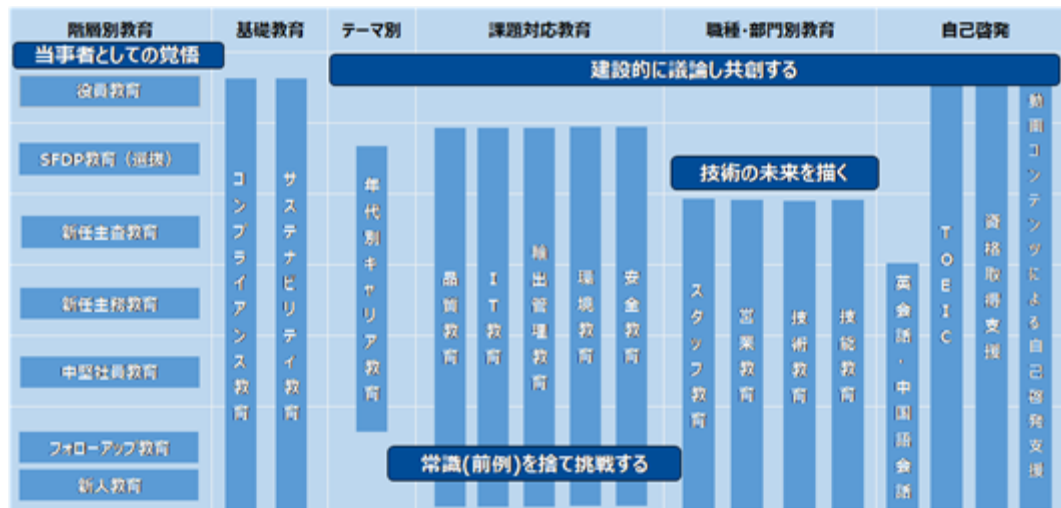 階層別教育
基礎教育
テーマ別
課題対応教育
職種・部門別教育
自己啓発
当事者としての覚悟
建設的に議論し共創する
役員教育
SFDP教育（選抜）
新任主査教育
新任主務教育
中堅社員教育
フォローアップ教育
新人教育
コンプライアンス教育
サステナビリティ教育
年代別キャリア教育
品質教育
IT教育
輸出管理教育
環境教育
安全教育
技術の未来を描く
スタッフ教育
営業教育
技術教育
技能教育
英会話・中国語会話
TOEIC
資格取得支援
動画コンテンツによる自己啓発支援
常識(前例)を捨て挑戦する